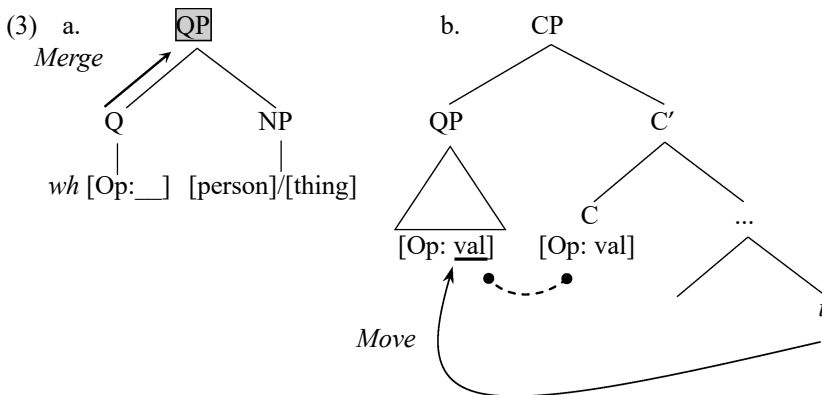 (3) a. QP b. CP
Merge
Q NP QP C′
wh [Op:__] [person]/[thing] C ...
[Op: val] [Op: val]
t
Move